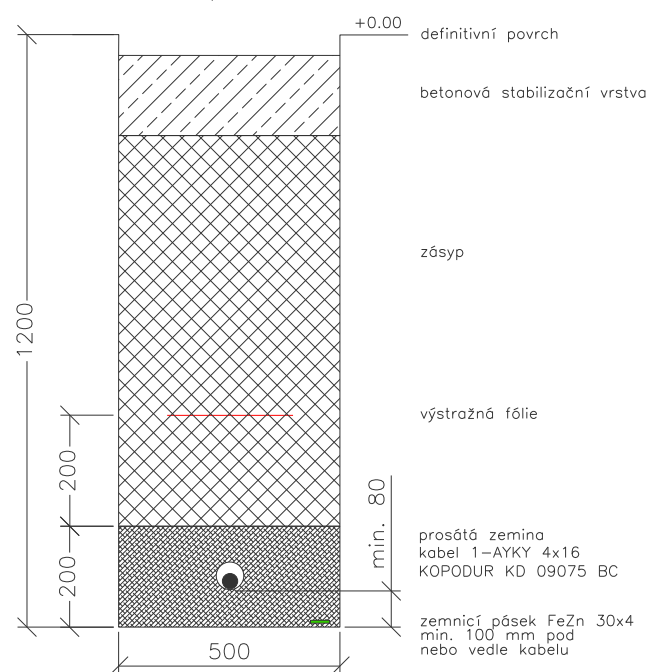 +0.00
definitivní povrch
betonová stabilizační vrstva
zásyp
1200
výstražná fólie
200
min. 80
prosátá zemina
kabel 1-AYKY 4x16
KOPODUR KD 09075 BC
200
zemnicí pásek FeZn 30x4
min. 100 mm pod
nebo vedle kabelu
500